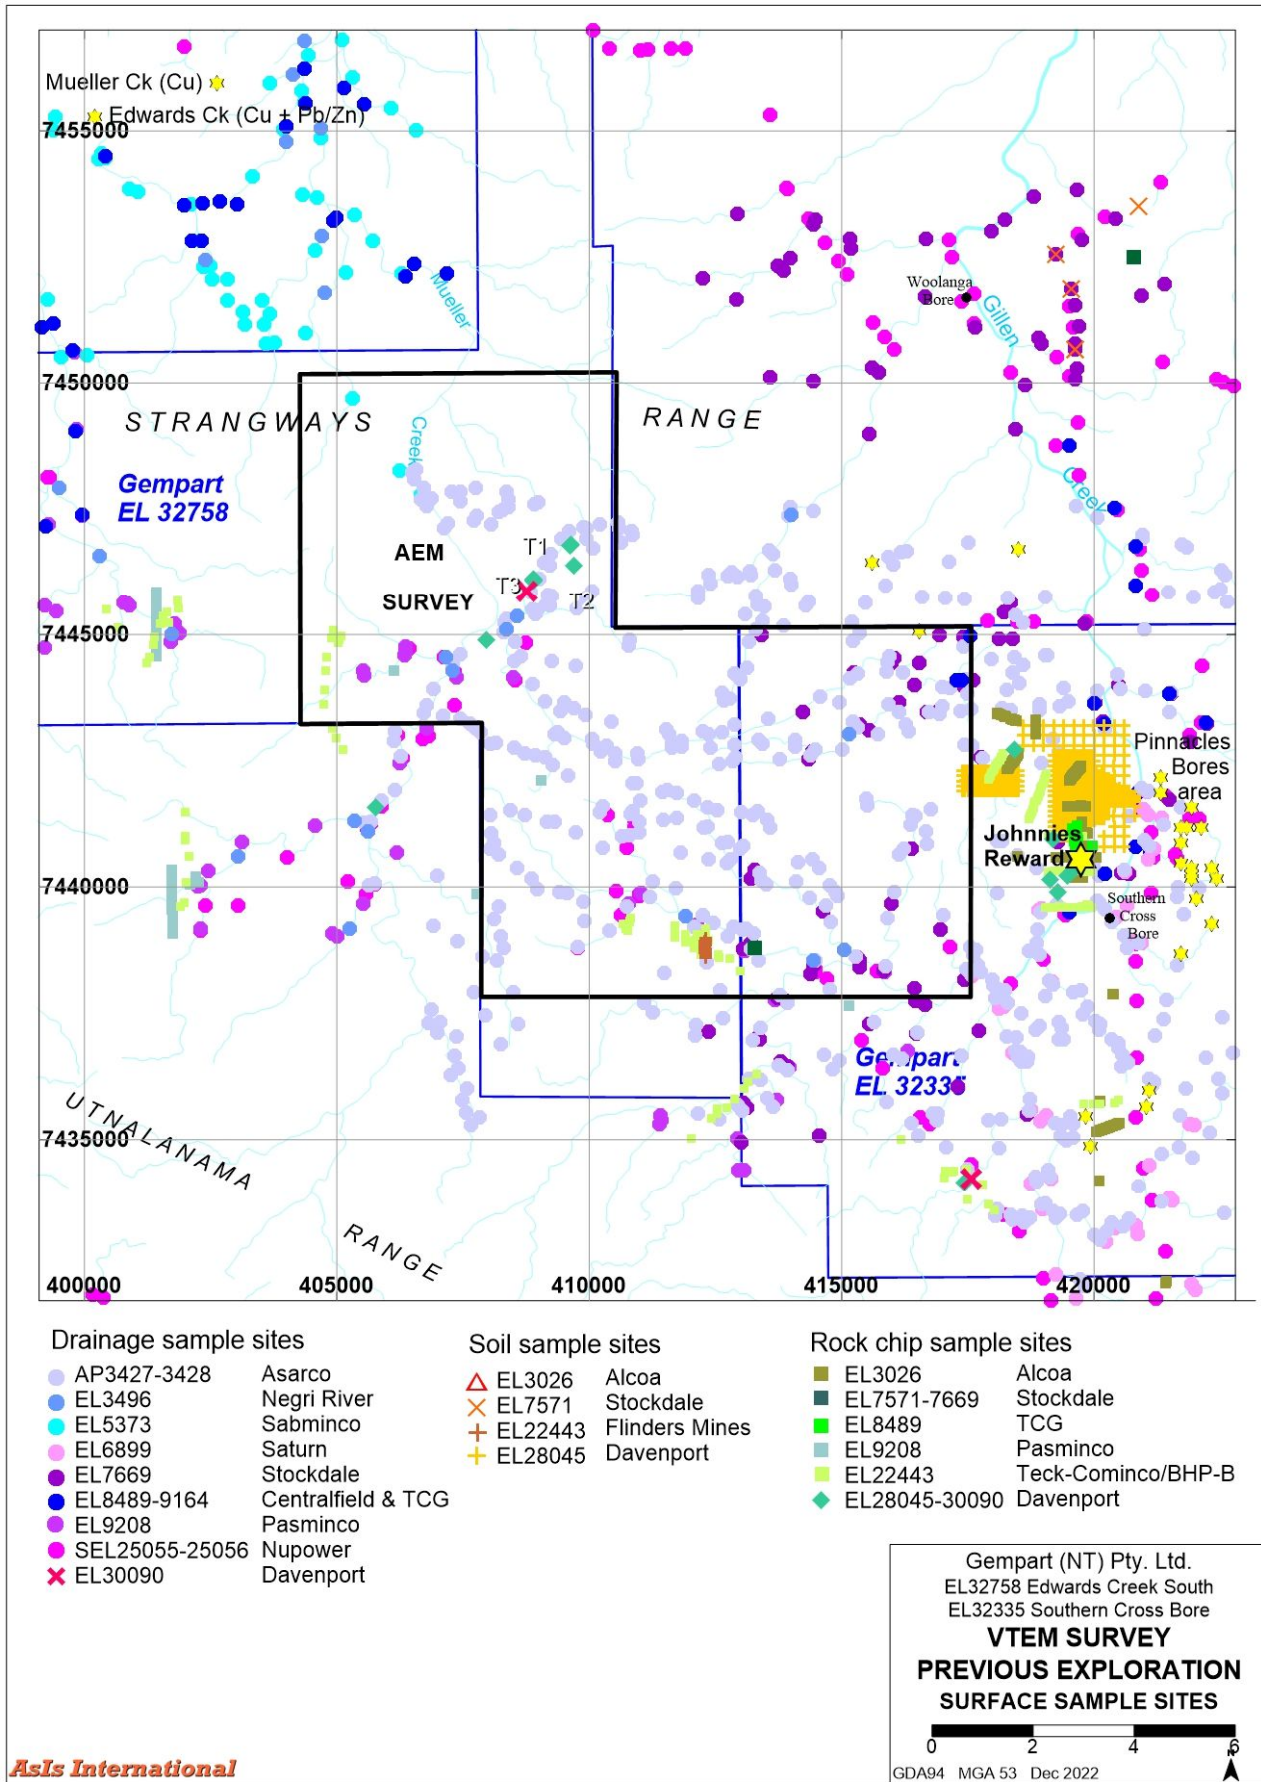 Mueller Ck (Cu)
Edwards Ck (Cu + Pb/Zn)
7455000
Woolanga
Bore
Gillen
Mueller
7450000
STRANGWAYS
RANGE
Creek
Gempart
EL 32758
Creek
AEM
T1
SURVEY
T3
T2
7445000
Pinnacles
Bores
area
Johnnies
Reward
7440000
Southern
Cross
Bore
Gempart
EL 32335
UTNALANAMA
7435000
RANGE
400000
405000
410000
415000
420000
Drainage sample sites
AP3427-3428 Asarco
EL3496 Negri River
EL5373 Sabminco
EL6899 Saturn
EL7669 Stockdale
EL8489-9164 Centralfield & TCG
EL9208 Pasminco
SEL25055-25056 Nupower
EL30090 Davenport
Soil sample sites
EL3026 Alcoa
EL7571 Stockdale
EL22443 Flinders Mines
EL28045 Davenport
Rock chip sample sites
EL3026 Alcoa
EL7571-7669 Stockdale
EL8489 TCG
EL9208 Pasminco
EL22443 Teck-Cominco/BHP-B
EL28045-30090 Davenport
Gempart (NT) Pty. Ltd.
EL32758 Edwards Creek South
EL32335 Southern Cross Bore
VTEM SURVEY
PREVIOUS EXPLORATION
SURFACE SAMPLE SITES
0 2 4 6
N
GDA94 MGA 53 Dec 2022
AsIs International